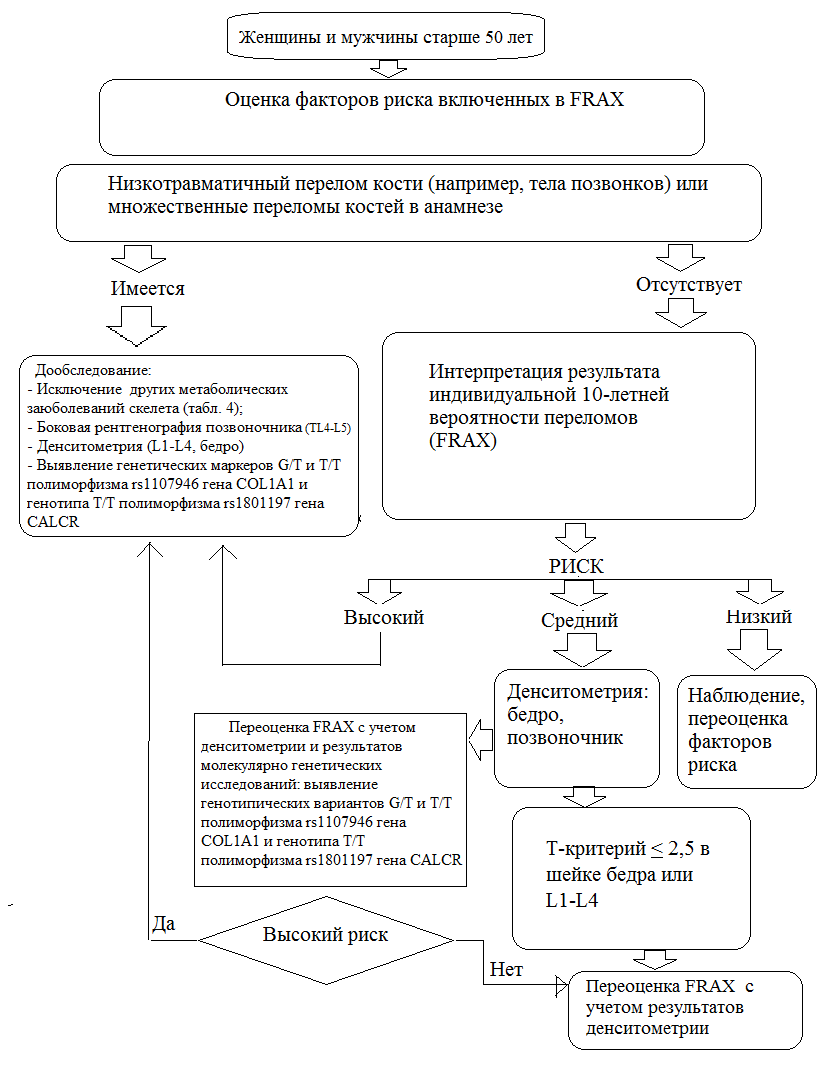 Женщины и мужчины старше 50 лет
Оценка факторов риска включенных в FRAX
Низкотравматичный перелом кости (например, тела позвонков) или
множественные переломы костей в анамнезе
Имеется
Отсутствует
Дообследование:
- Исключение других метаболических
заюболеваний скелета (табл. 4);
- Боковая рентгенография позвоночника (TL4-L5)
- Денситометрия (L1-L4, бедро)
- Выявление генетических маркеров G/T и T/T
полиморфизма rs1107946 гена COL1A1 и
генотипа T/T полиморфизма rs1801197 гена
CALCR
Интерпретация результата
индивидуальной 10-летней
вероятности переломов
(FRAX)
РИСК
Высокий
Средний
Низкий
Денситометрия:
бедро,
позвоночник
Наблюдение,
переоценка
факторов
риска
Переоценка FRAX с учетом
денситометрии и результатов
молекулярно генетических
исследований: выявление
генотипических вариантов G/T и T/T
полиморфизма rs1107946 гена
COL1A1 и генотипа T/T
полиморфизма rs1801197 гена CALCR
Т-критерий ≤ 2,5 в
шейке бедра или
L1-L4
Да
Высокий риск
Нет
Переоценка FRAX с
учетом результатов
денситометрии